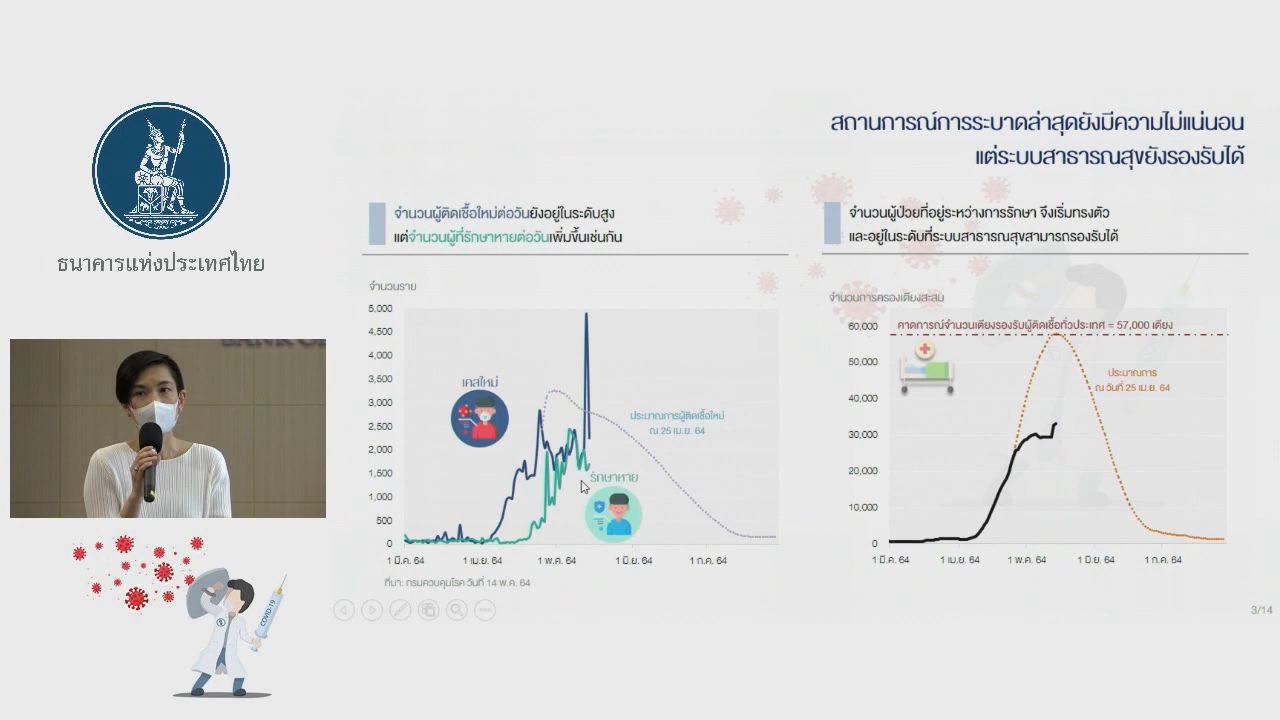 สถานการณ์การระบาดล่าสุดยังมีความไม่แน่นอน
แต่ระบบสาธารณสุขยังรองรับได้
ธนาคารแห่งประเทศไทย
จำนวนผู้ติดเชื้อใหม่ต่อวันยังอยู่ในระดับสูง
แต่จำนวนผู้ที่รักษาหายต่อวันเพิ่มขึ้นเช่นกัน
จำนวนราย
5,000
4,500
4,000
3,500
3,000
2,500
2,000
1,500
1,000
500
0
เคสใหม่
ประมาณการผู้ติดเชื้อใหม่
ณ 25 เม.ย. 64
รักษาหาย
1 มี.ค. 64 1 เม.ย. 64 1 พ.ค. 64 1 มิ.ย. 64 1 ก.ค. 64
ที่มา: กรมควบคุมโรค วันที่ 14 พ.ค. 64
จำนวนผู้ป่วยที่อยู่ระหว่างการรักษา จึงเริ่มทรงตัว
และอยู่ในระดับที่ระบบสาธารณสุขสามารถรองรับได้
จำนวนการครองเตียงสะสม
60,000
50,000
40,000
30,000
20,000
10,000
0
คาดการณ์จำนวนเตียงรองรับผู้ติดเชื้อทั่วประเทศ = 57,000 เตียง
ประมาณการ
ณ วันที่ 25 เม.ย. 64
1 มี.ค. 64 1 เม.ย. 64 1 พ.ค. 64 1 มิ.ย. 64 1 ก.ค. 64
COVID-19
3/14